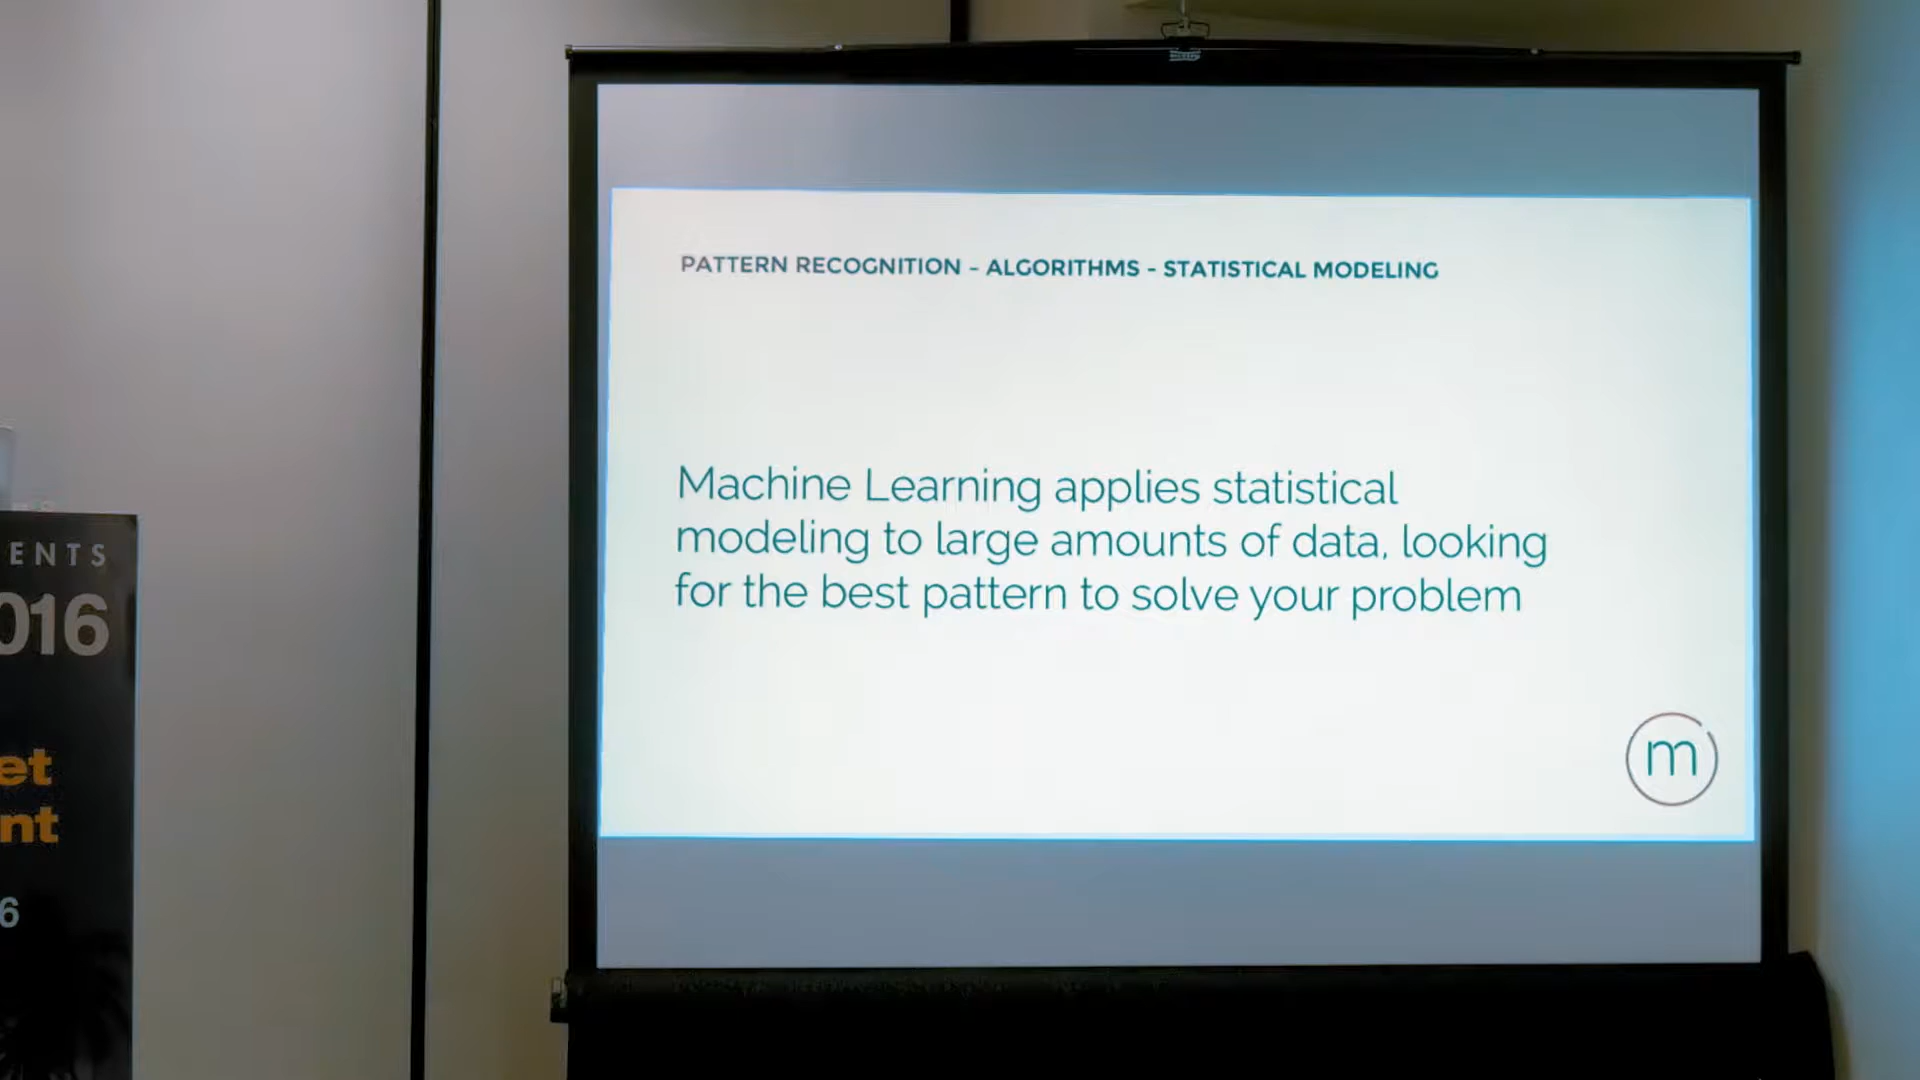 PATTERN RECOGNITION - ALGORITHMS - STATISTICAL MODELING
Machine Learning applies statistical
modeling to large amounts of data, looking
for the best pattern to solve your problem
m
ENTS
016
et
nt
6